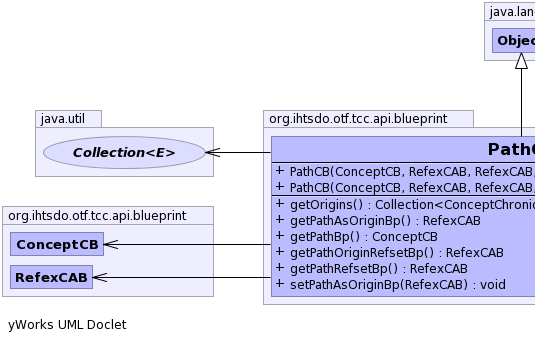 java.lan
Objec
java.util
Collection<E>
org.ihtsdo.otf.tcc.api.blueprint
PathC
+ PathCB(ConceptCB, RefexCAB, RefexCAB,
+ PathCB(ConceptCB, RefexCAB, RefexCAB,
+ getOrigins() : Collection<ConceptChronic
+ getPathAsOriginBp() : RefexCAB
+ getPathBp() : ConceptCB
+ getPathOriginRefsetBp() : RefexCAB
+ getPathRefsetBp() : RefexCAB
+ setPathAsOriginBp(RefexCAB) : void
org.ihtsdo.otf.tcc.api.blueprint
ConceptCB
RefexCAB
yWorks UML Doclet